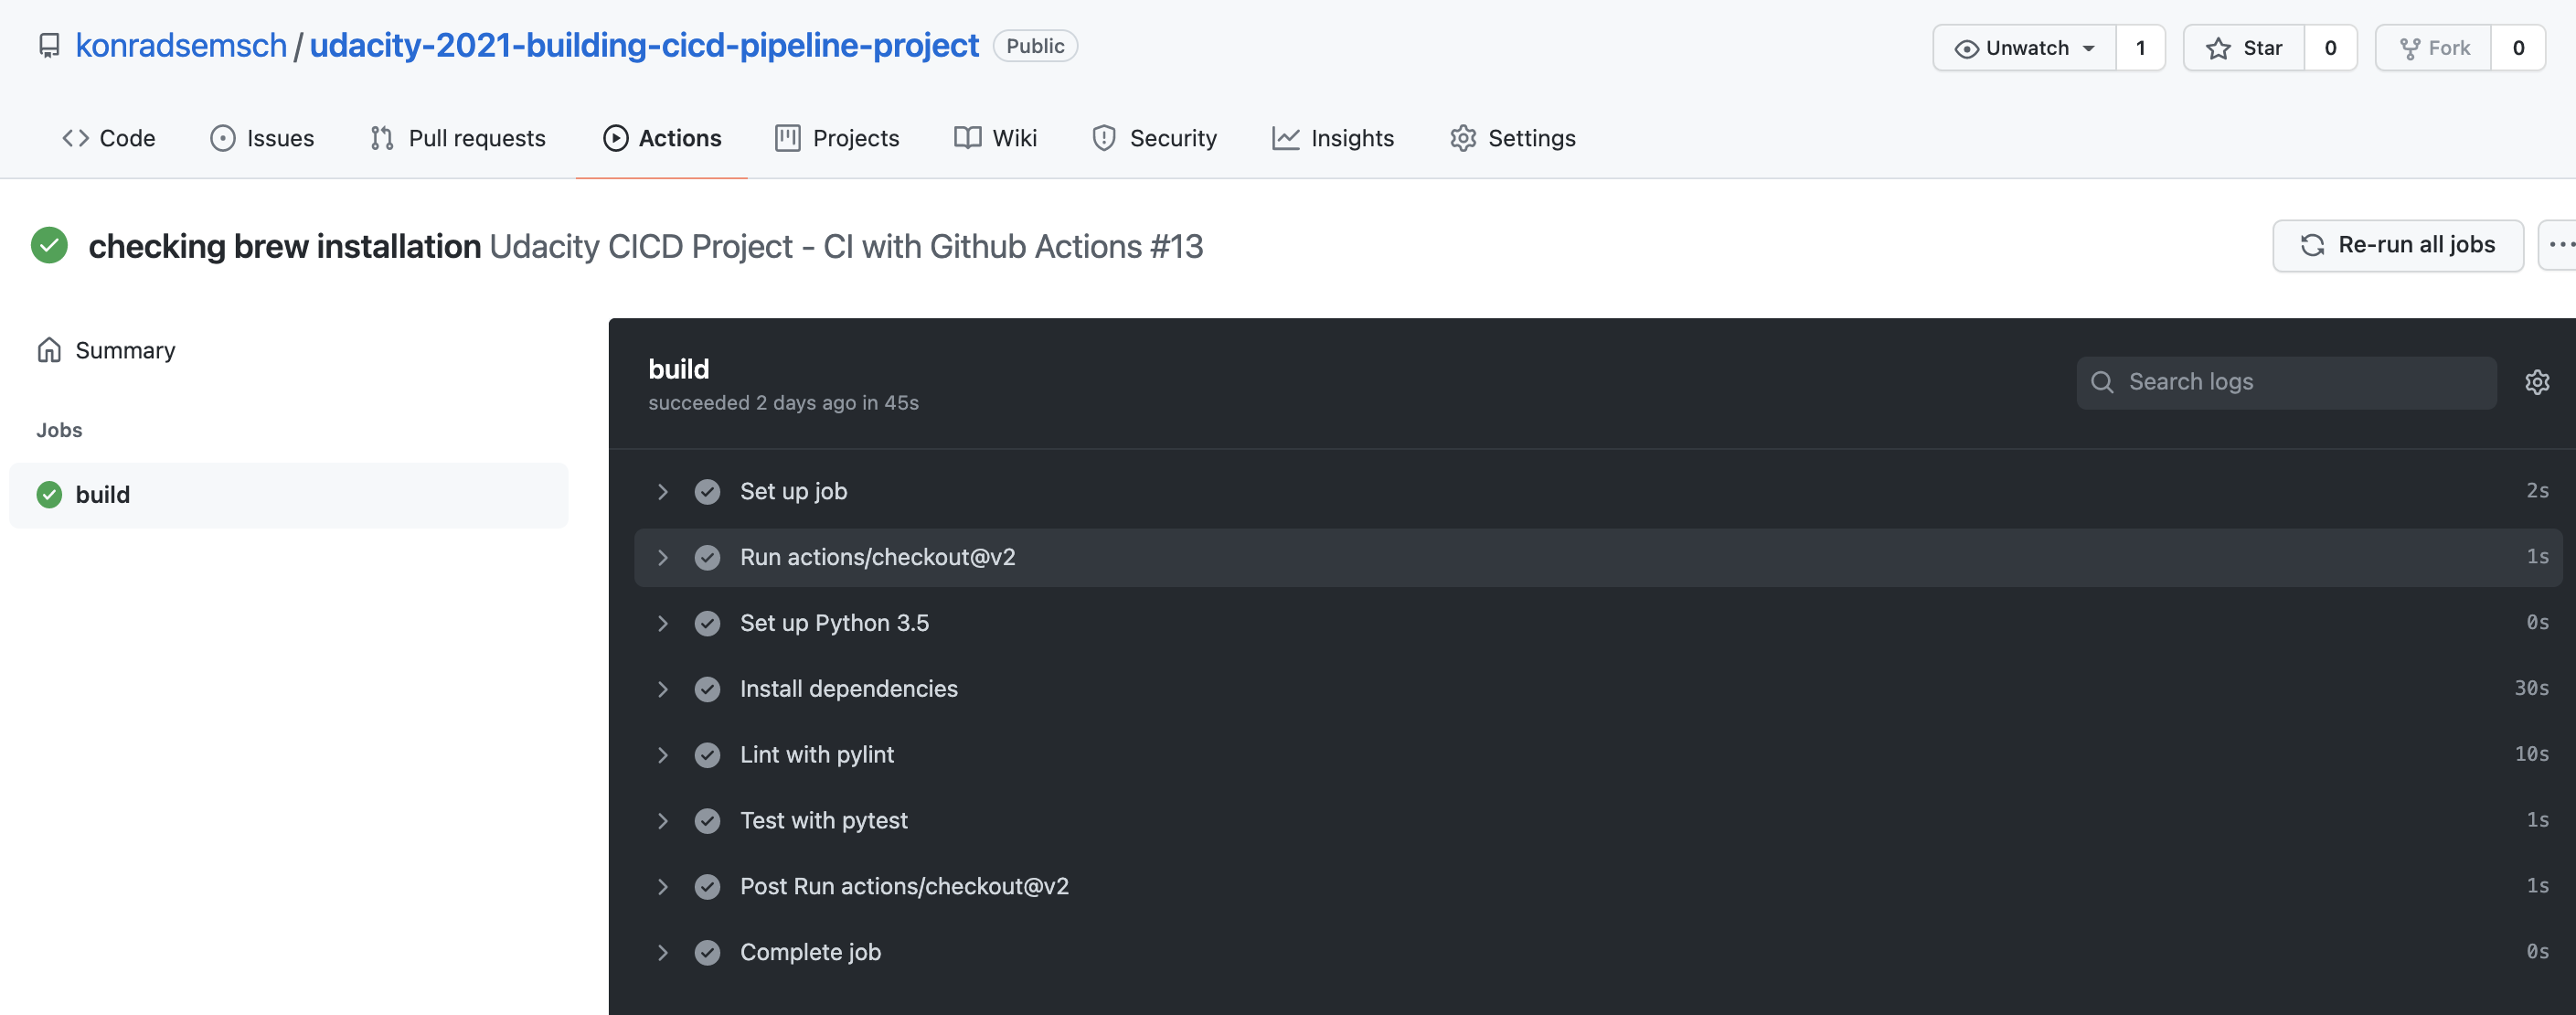 konradsemsch / udacity-2021-building-cicd-pipeline-project Public Unwatch 1 Star 0 Fork 0
Code Issues Pull requests Actions Projects Wiki Security Insights Settings
checking brew installation Udacity CICD Project - CI with Github Actions #13 Re-run all jobs ...
Summary
Jobs
build
build
succeeded 2 days ago in 45s
Search logs
Set up job 2s
Run actions/checkout@v2 1s
Set up Python 3.5 0s
Install dependencies 30s
Lint with pylint 10s
Test with pytest 1s
Post Run actions/checkout@v2 1s
Complete job 0s